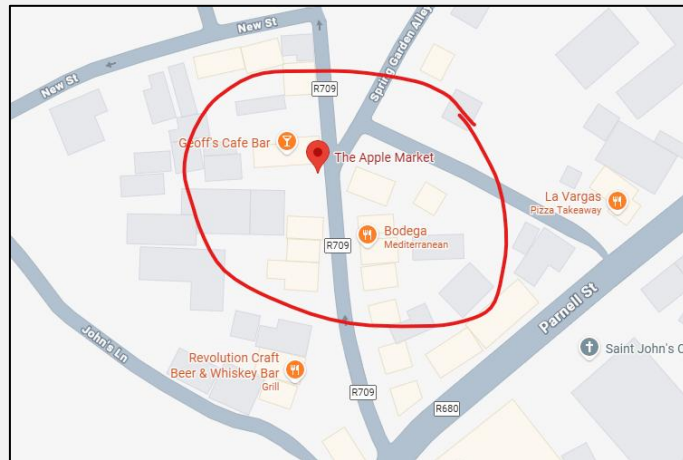 New St
New St
Spring Garden Alley
R709
Geoff's Cafe Bar
The Apple Market
La Vargas
Pizza Takeaway
Bodega
Mediterranean
R709
Parnell St
John's Ln
Saint John's C
Revolution Craft
Beer & Whiskey Bar
Grill
R709
R680